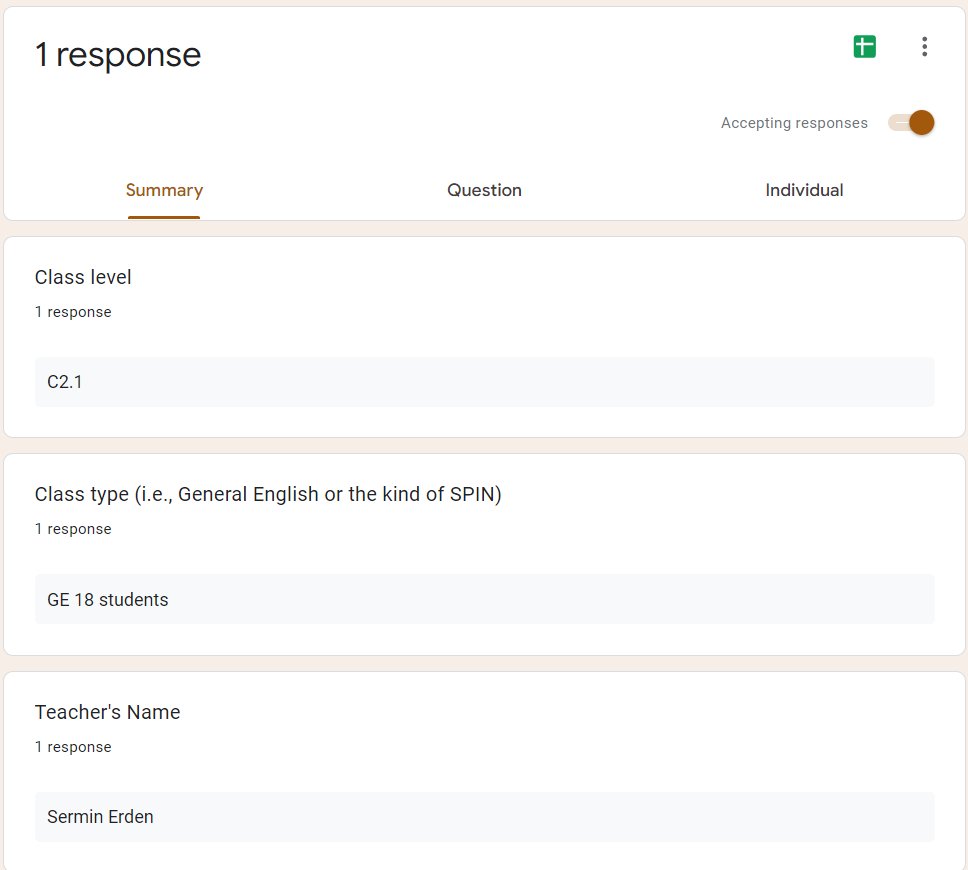 1 response
Accepting responses
Summary
Question
Individual
Class level
1 response
C2.1
Class type (i.e., General English or the kind of SPIN)
1 response
GE 18 students
Teacher's Name
1 response
Sermin Erden